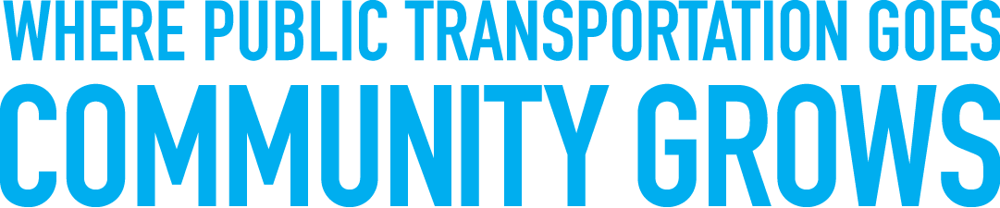 WHERE PUBLIC TRANSPORTATION GOES
COMMUNITY GROWS